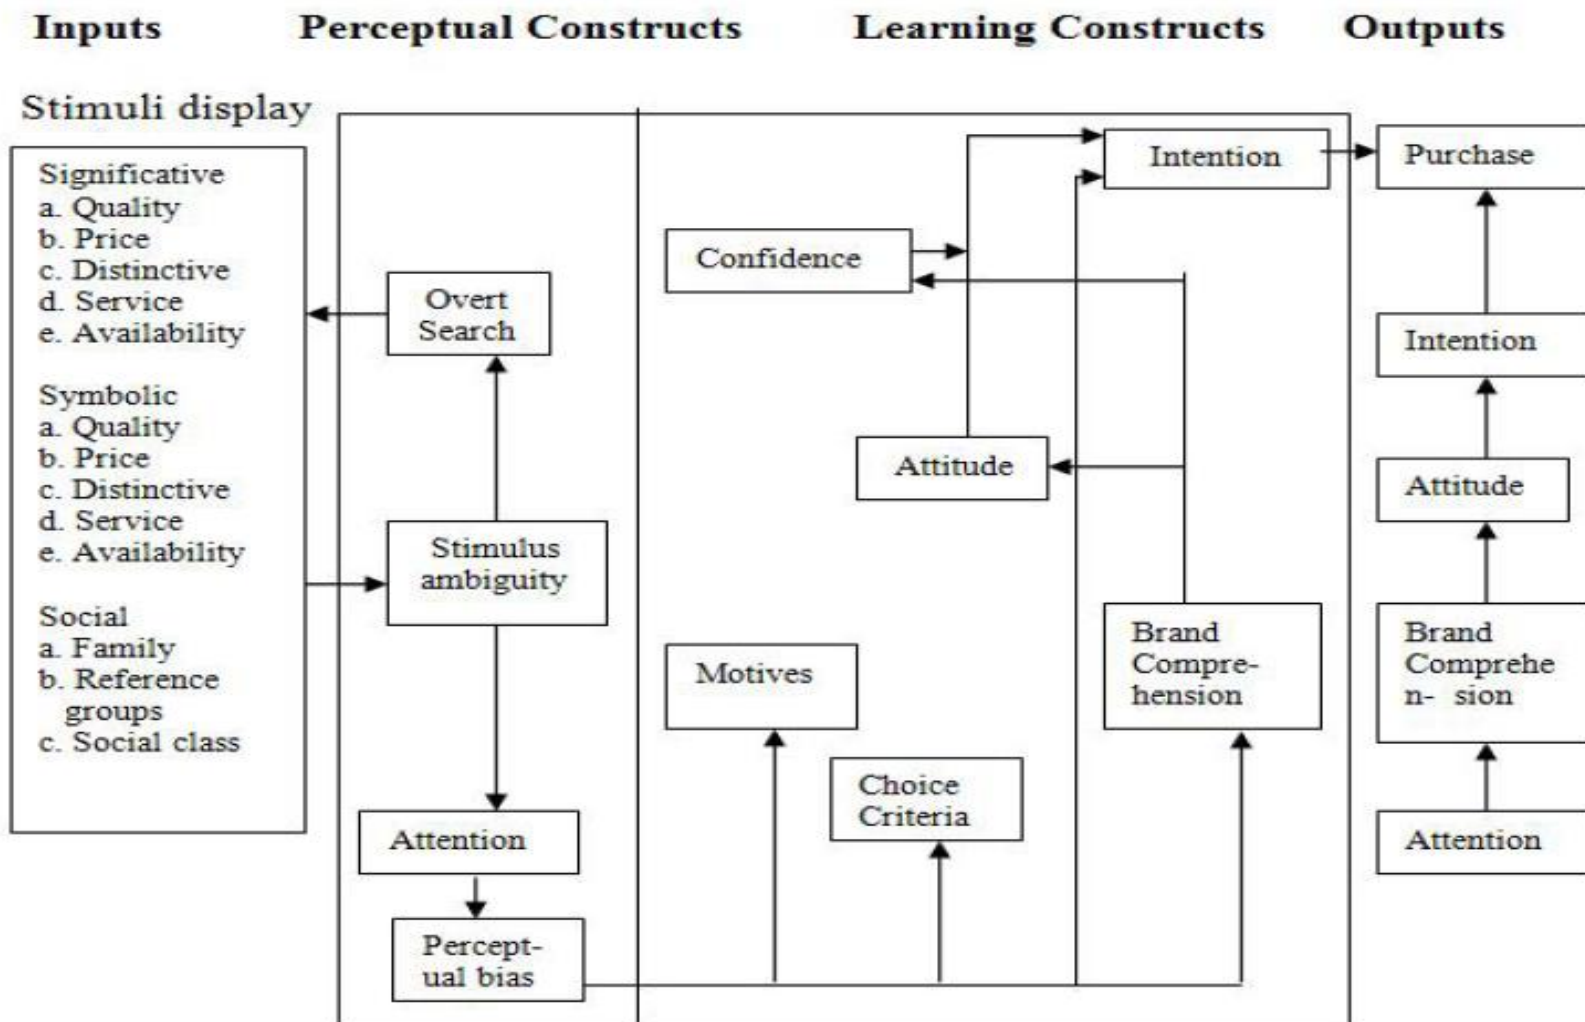 Inputs
Perceptual Constructs
Learning Constructs
Outputs
Stimuli display
Significative
a. Quality
b. Price
c. Distinctive
d. Service
e. Availability
Symbolic
a. Quality
b. Price
c. Distinctive
d. Service
e. Availability
Social
a. Family
b. Reference
groups
c. Social class
Overt
Search
Stimulus
ambiguity
Attention
Percept-
ual bias
Confidence
Attitude
Motives
Choice
Criteria
Intention
Brand
Compre-
hension
Purchase
Intention
Attitude
Brand
Comprehe
n- sion
Attention